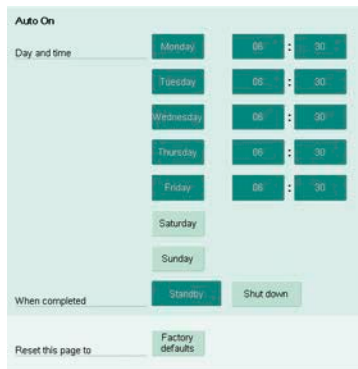 Auto On
Day and time Monday 06 : 30
Tuesday 06 : 30
Wednesday 06 : 30
Thursday 06 : 30
Friday 06 : 30
Saturday
Sunday
When completed Standby Shut down
Reset this page to Factory
defaults